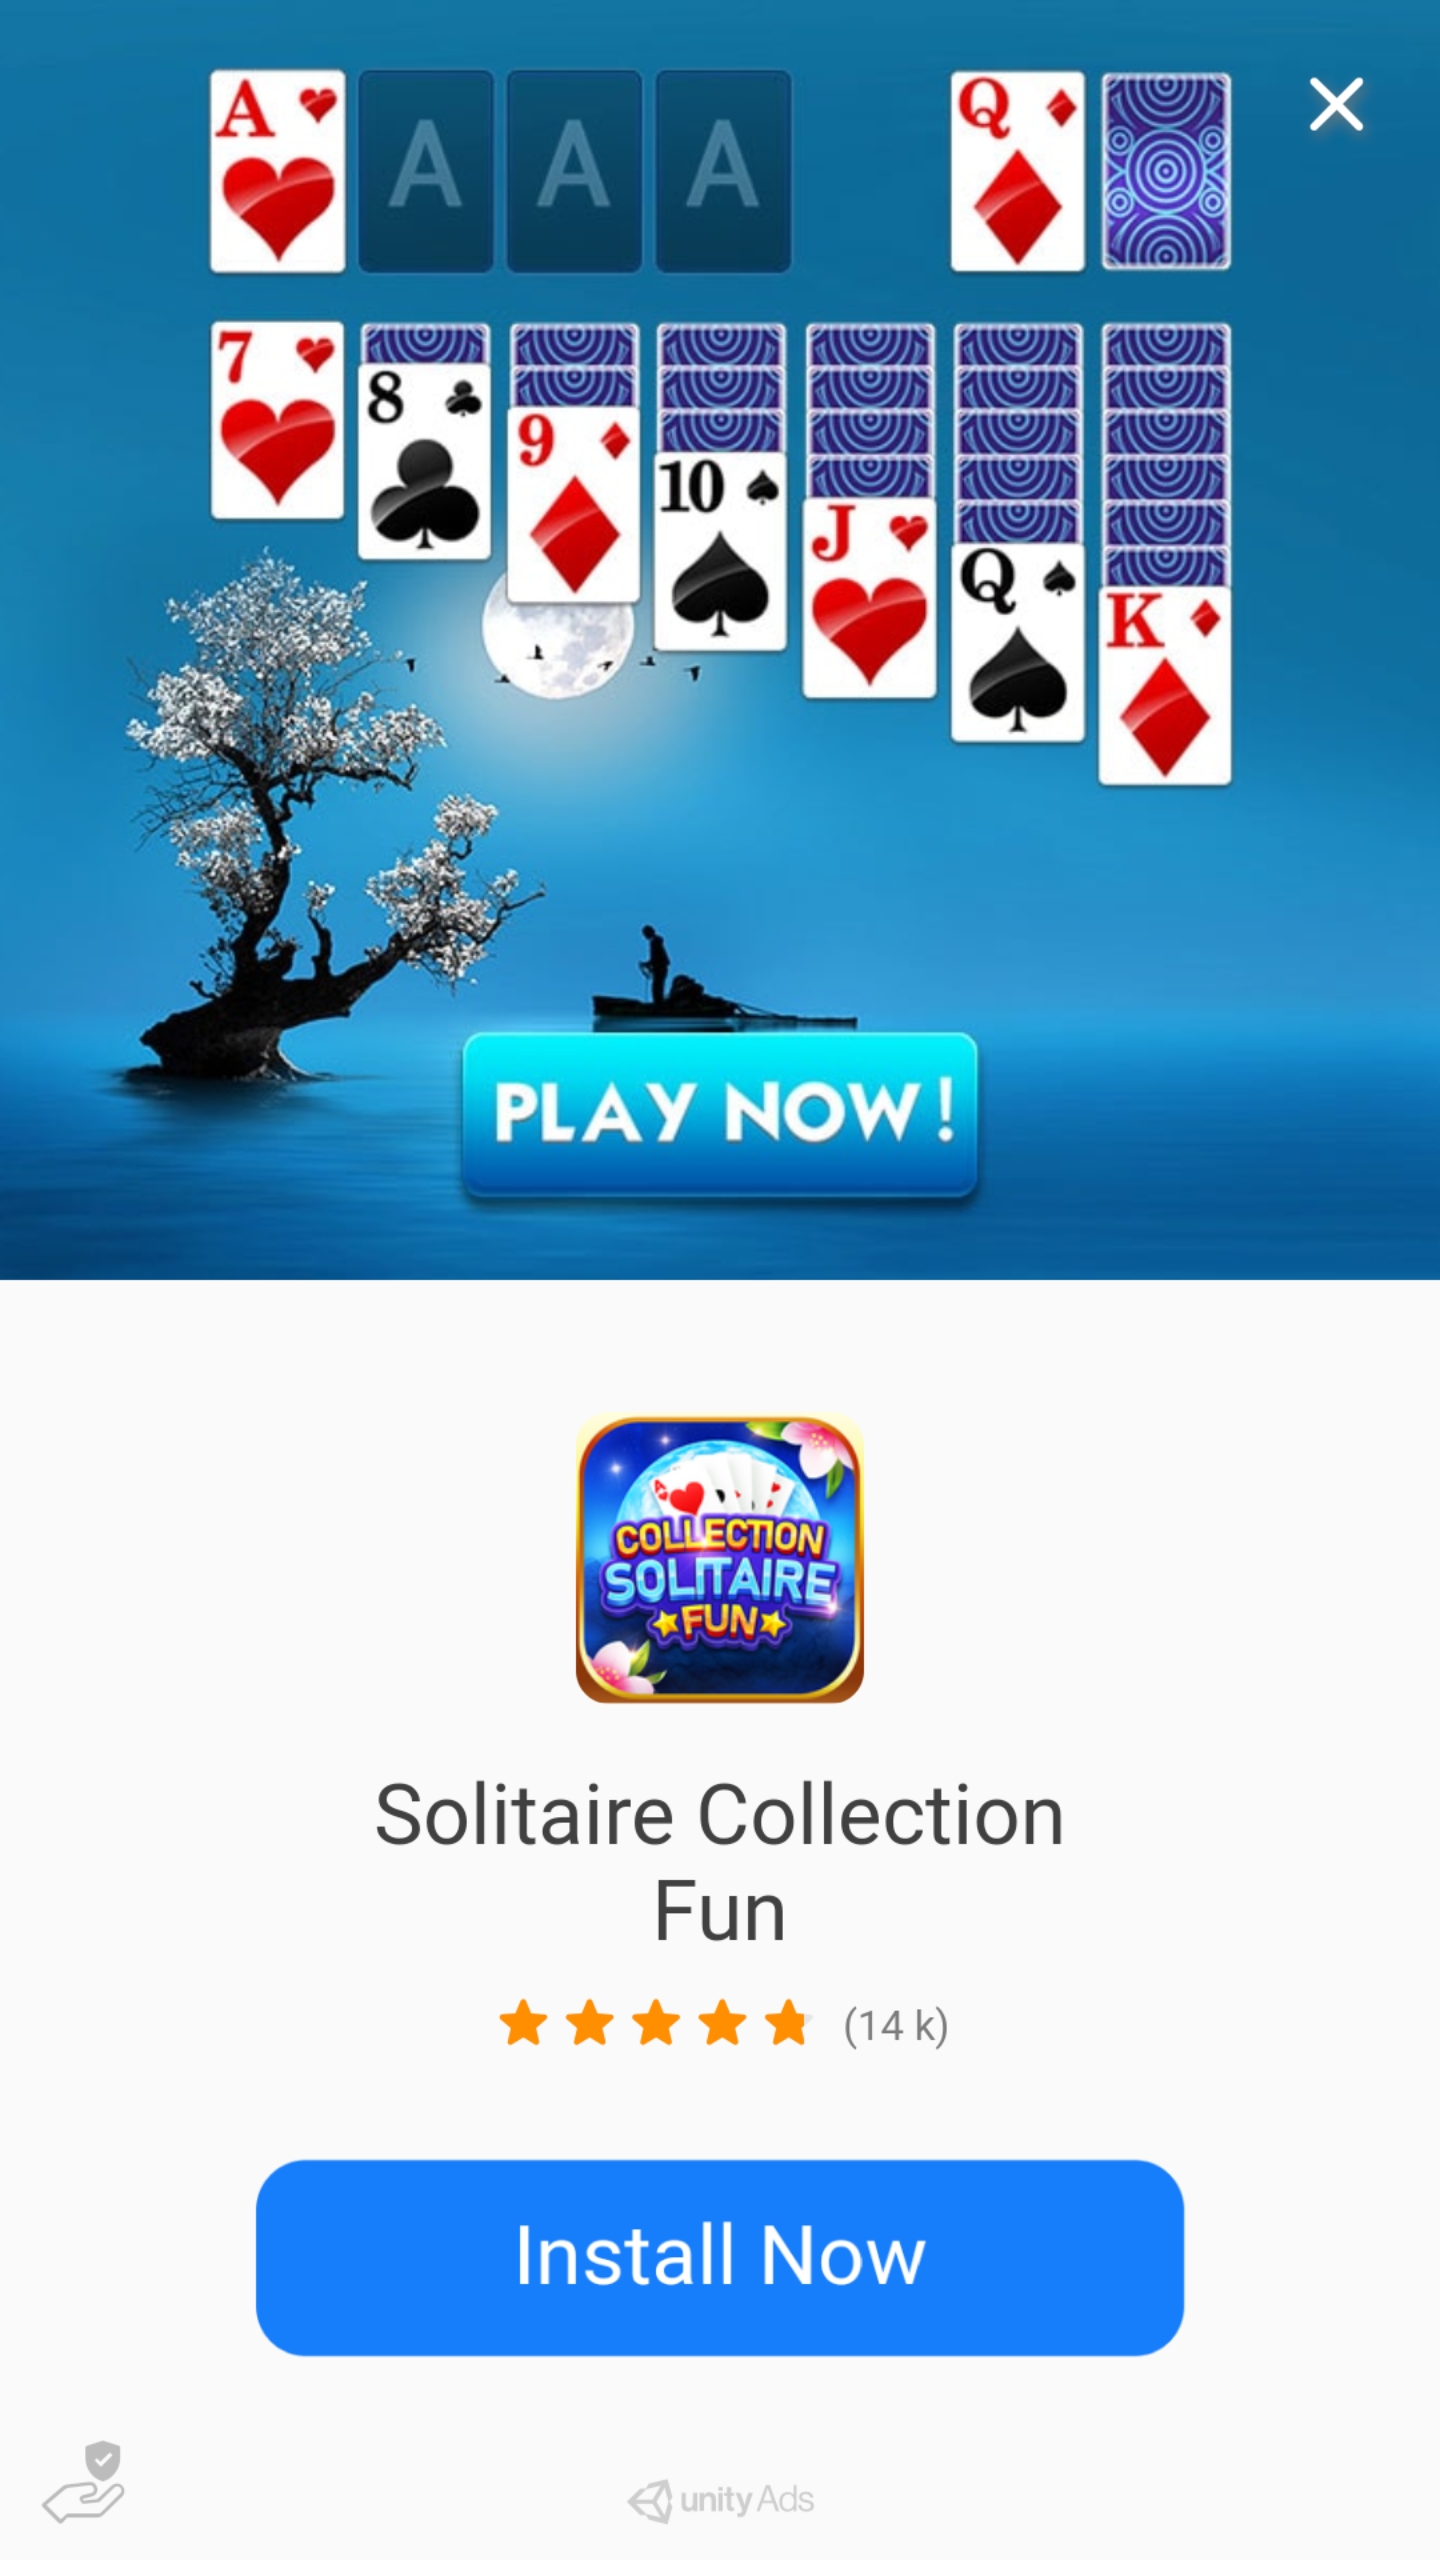 A A A A Q
7 8 9 10 J Q K
PLAY NOW!
COLLECTION
SOLITAIRE
FUN
Solitaire Collection
Fun
(14 k)
Install Now
unity Ads